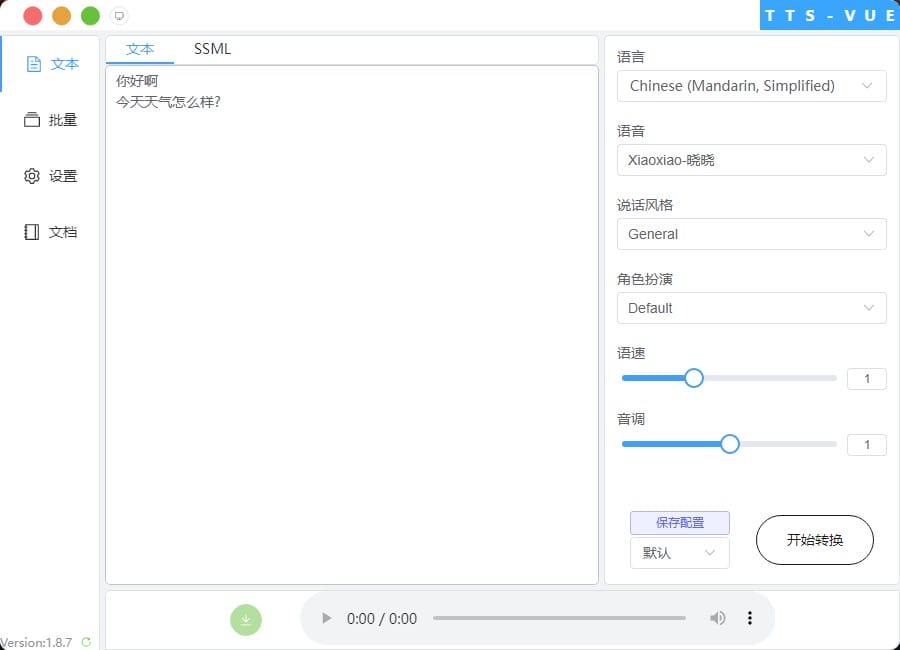 TTS-VUE
文本
批量
设置
文档
Version:1.8.7
文本 SSML
你好啊
今天天气怎么样?
语言
Chinese (Mandarin, Simplified)
语音
Xiaoxiao-晓晓
说话风格
General
角色扮演
Default
语速
1
音调
1
保存配置
默认
开始转换
0:00 / 0:00